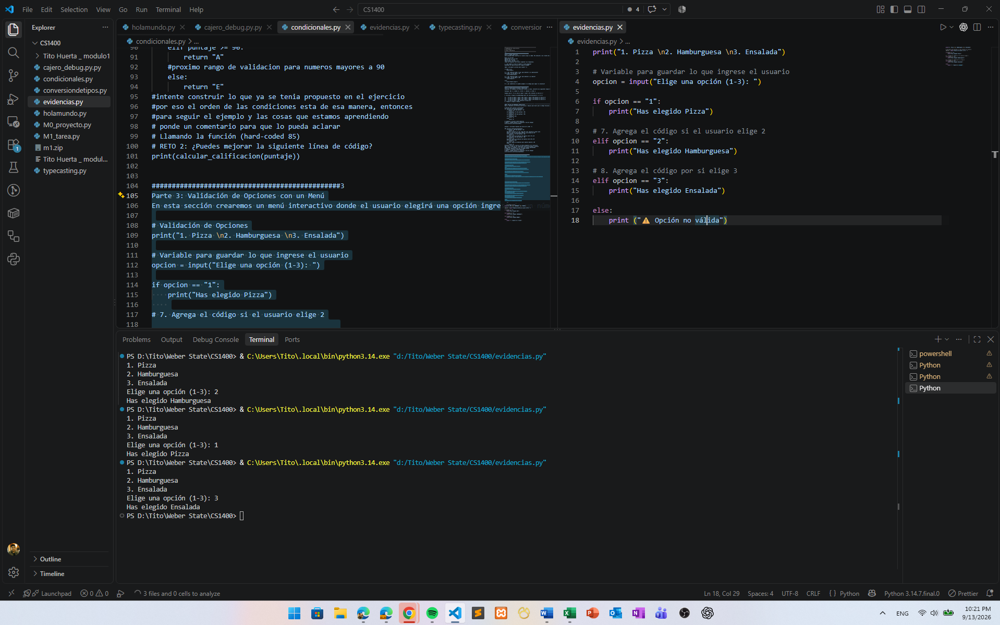 File Edit Selection View Go Run Terminal Help
CS1400
4
Explorer
CS1400
Tito Huerta _ modulo1
cajero_debug.py.py
condicionales.py
conversiondetipos.py
evidencias.py
holamundo.py
M0_proyecto.py
M1_tarea.py
m1.zip
Tito Huerta _ modul...
typecasting.py
1
Outline
Timeline
holamundo.py cajero_debug.py.py condicionales.py evidencias.py typecasting.py conversior
condicionales.py > ...
90 elif puntaje >= 90:
91 return "A"
92 #proximo rango de validacion para numeros mayores a 90
93 else:
94 return "E"
95 #intente construir lo que ya se tenia propuesto en el ejercicio
96 #por eso el orden de las condiciones esta de esa manera, entonces
97 #para seguir el ejemplo y las cosas que estamos aprendiendo
98 # ponde un comentario para que lo pueda aclarar
99 # Llamando la función (hard-coded 85)
100 # RETO 2: ¿Puedes mejorar la siguiente línea de código?
101 print(calcular_calificacion(puntaje))
102
103
104 ###############################################3
105 Parte 3: Validación de Opciones con un Menú
106 En esta sección crearemos un menú interactivo donde el usuario elegirá una opción ingre
107
108 # Validación de Opciones
109 print("1. Pizza \n2. Hamburguesa \n3. Ensalada")
110
111 # Variable para guardar lo que ingrese el usuario
112 opcion = input("Elige una opción (1-3): ")
113
114 if opcion == "1":
115 print("Has elegido Pizza")
116
117 # 7. Agrega el código si el usuario elige 2
118
evidencias.py
evidencias.py > ...
1 print("1. Pizza \n2. Hamburguesa \n3. Ensalada")
2
3 # Variable para guardar lo que ingrese el usuario
4 opcion = input("Elige una opción (1-3): ")
5
6 if opcion == "1":
7 print("Has elegido Pizza")
8
9 # 7. Agrega el código si el usuario elige 2
10 elif opcion == "2":
11 print("Has elegido Hamburguesa")
12
13 # 8. Agrega el código por si elige 3
14 elif opcion == "3":
15 print("Has elegido Ensalada")
16
17 else:
18 print ("⚠️ Opción no válida")
Problems Output Debug Console Terminal Ports
PS D:\Tito\Weber State\CS1400> & C:\Users\Tito\.local\bin\python3.14.exe "d:/Tito/Weber State/CS1400/evidencias.py"
1. Pizza
2. Hamburguesa
3. Ensalada
Elige una opción (1-3): 2
Has elegido Hamburguesa
PS D:\Tito\Weber State\CS1400> & C:\Users\Tito\.local\bin\python3.14.exe "d:/Tito/Weber State/CS1400/evidencias.py"
1. Pizza
2. Hamburguesa
3. Ensalada
Elige una opción (1-3): 1
Has elegido Pizza
PS D:\Tito\Weber State\CS1400> & C:\Users\Tito\.local\bin\python3.14.exe "d:/Tito/Weber State/CS1400/evidencias.py"
1. Pizza
2. Hamburguesa
3. Ensalada
Elige una opción (1-3): 3
Has elegido Ensalada
PS D:\Tito\Weber State\CS1400>
powershell
Python
Python
Python
Launchpad 0 0 3 files and 0 cells to analyze
Ln 18, Col 29 Spaces: 4 UTF-8 CRLF { } Python Python 3.14.7.final.0 Prettier
ENG
10:21 PM
9/13/2026